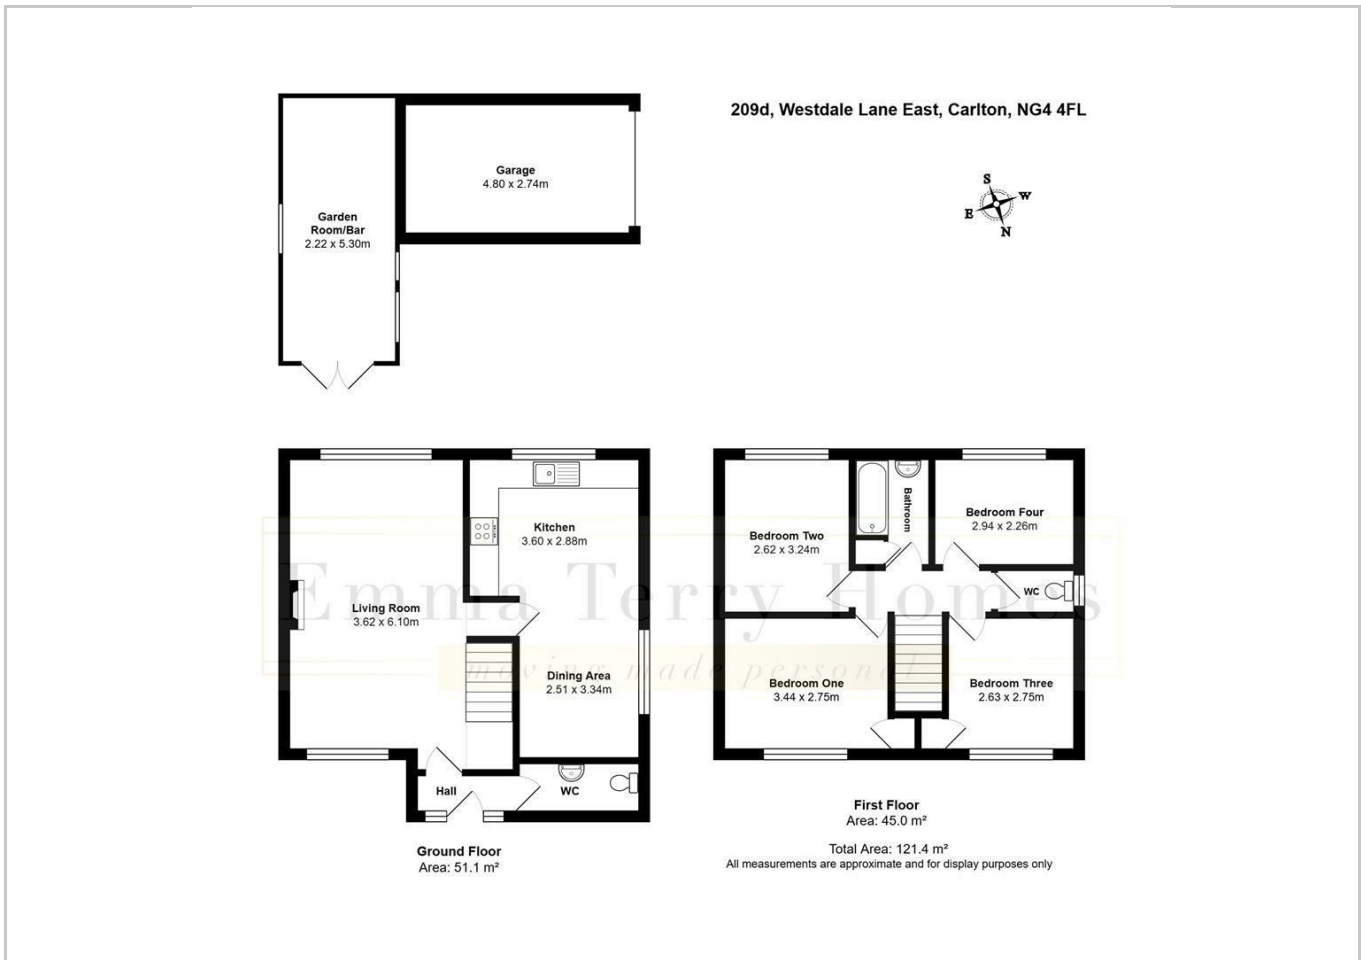 209d, Westdale Lane East, Carlton, NG4 4FL
S
W
E
N
Garage
4.80 x 2.74m
Garden
Room/Bar
2.22 x 5.30m
Kitchen
3.60 x 2.88m
Living Room
3.62 x 6.10m
Dining Area
2.51 x 3.34m
Hall
WC
Ground Floor
Area: 51.1 m²
Bathroom
Bedroom Two
2.62 x 3.24m
Bedroom Four
2.94 x 2.26m
WC
Bedroom One
3.44 x 2.75m
Bedroom Three
2.63 x 2.75m
First Floor
Area: 45.0 m²
Total Area: 121.4 m²
All measurements are approximate and for display purposes only
Emma Terry Homes
moving made personal